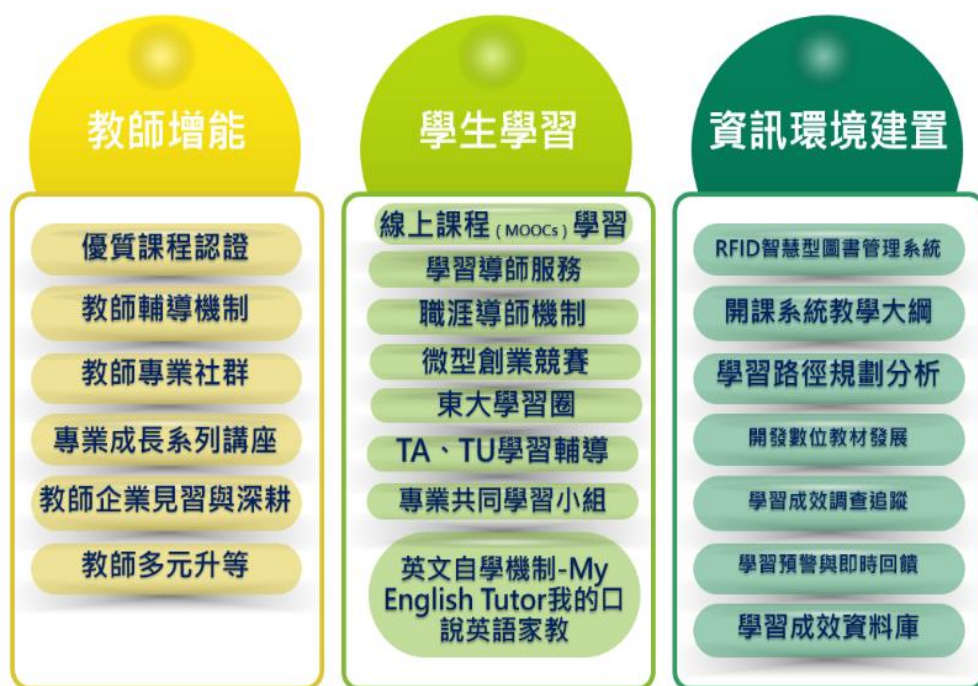 教師增能
優質課程認證
教師輔導機制
教師專業社群
專業成長系列講座
教師企業見習與深耕
教師多元升等
學生學習
線上課程（MOOCs）學習
學習導師服務
職涯導師機制
微型創業競賽
東大學習圈
TA、TU學習輔導
專業共同學習小組
英文自學機制-My
English Tutor我的口
說英語家教
資訊環境建置
RFID智慧型圖書管理系統
開課系統教學大綱
學習路徑規劃分析
開發數位教材發展
學習成效調查追蹤
學習預警與即時回饋
學習成效資料庫